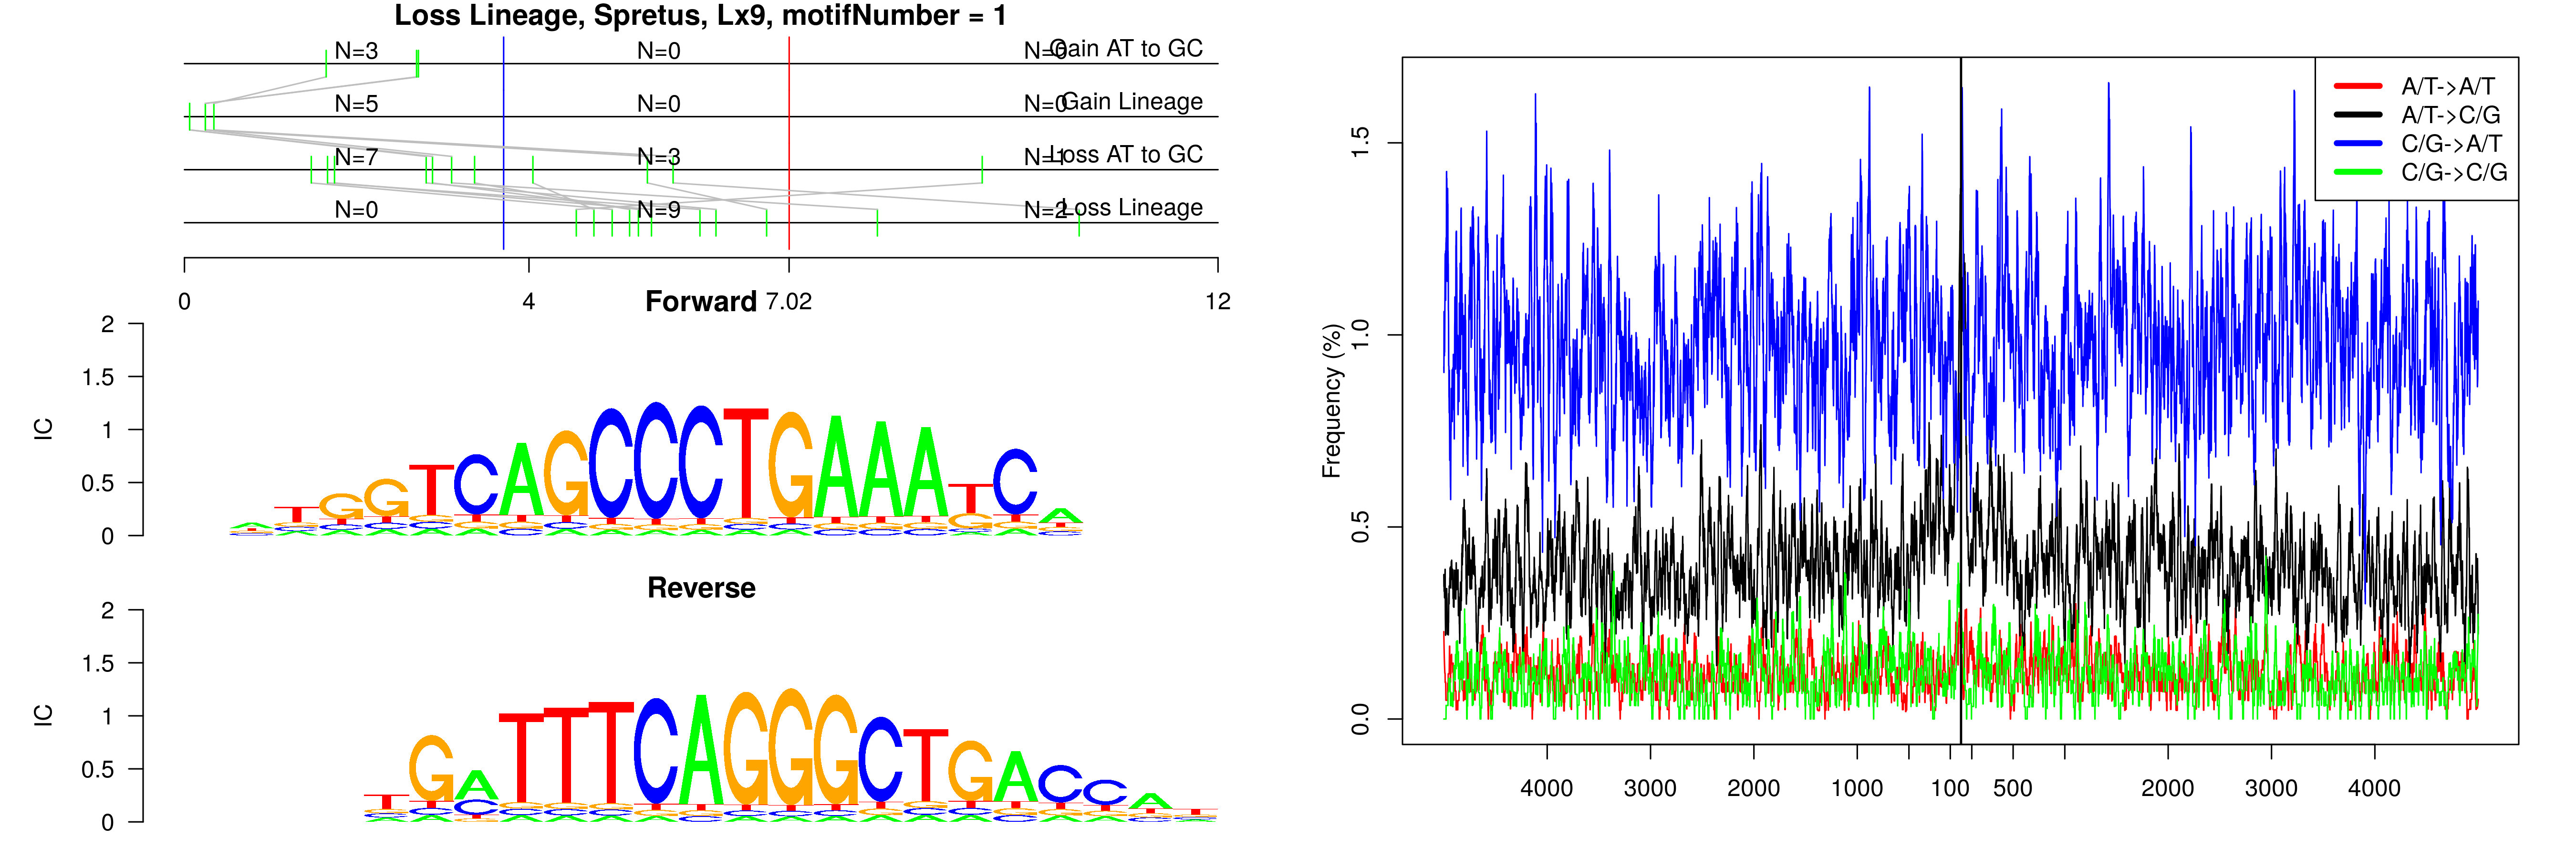 Loss Lineage, Spretus, Lx9, motifNumber = 1
N=3 N=0 N=0 Gain AT to GC
N=5 N=0 N=0 Gain Lineage
N=7 N=3 N=1 Loss AT to GC
N=0 N=9 N=2 Loss Lineage
0 4 7.02 12
Forward
2
1.5
1
0.5
0
IC
ATGGTCAGCCCTGAAATCA
Reverse
2
1.5
1
0.5
0
IC
TGATTTCAGGGCTGACCAT
A/T->A/T
A/T->C/G
C/G->A/T
C/G->C/G
Frequency (%)
1.5
1.0
0.5
0.0
4000 3000 2000 1000 100 500 2000 3000 4000